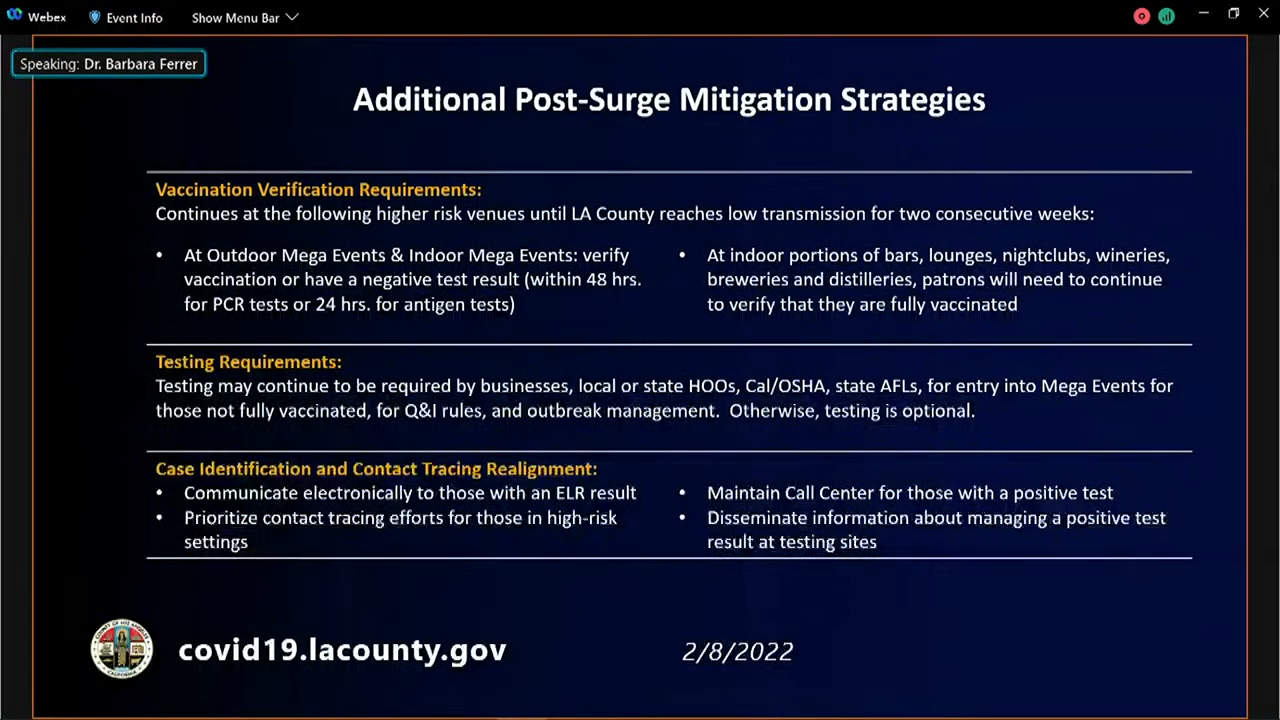 Webex
Event Info
Show Menu Bar
Speaking: Dr. Barbara Ferrer
Additional Post-Surge Mitigation Strategies
Vaccination Verification Requirements:
Continues at the following higher risk venues until LA County reaches low transmission for two consecutive weeks:
• At Outdoor Mega Events & Indoor Mega Events: verify
vaccination or have a negative test result (within 48 hrs.
for PCR tests or 24 hrs. for antigen tests)
• At indoor portions of bars, lounges, nightclubs, wineries,
breweries and distilleries, patrons will need to continue
to verify that they are fully vaccinated
Testing Requirements:
Testing may continue to be required by businesses, local or state HOOs, Cal/OSHA, state AFLs, for entry into Mega Events for
those not fully vaccinated, for Q&I rules, and outbreak management.  Otherwise, testing is optional.
Case Identification and Contact Tracing Realignment:
• Communicate electronically to those with an ELR result
• Prioritize contact tracing efforts for those in high-risk
settings
• Maintain Call Center for those with a positive test
• Disseminate information about managing a positive test
result at testing sites
covid19.lacounty.gov
2/8/2022